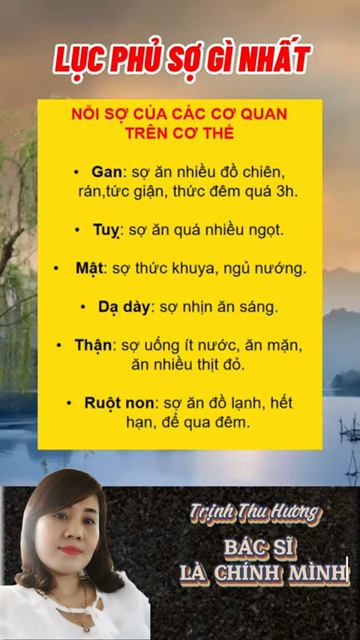 LỤC PHỦ SỢ GÌ NHẤT
NỖI SỢ CỦA CÁC CƠ QUAN
TRÊN CƠ THỂ
• Gan: sợ ăn nhiều đồ chiên,
rán,tức giận, thức đêm quá 3h.
• Tuỵ: sợ ăn quá nhiều ngọt.
• Mật: sợ thức khuya, ngủ nướng.
• Dạ dày: sợ nhịn ăn sáng.
• Thận: sợ uống ít nước, ăn mặn,
ăn nhiều thịt đỏ.
• Ruột non: sợ ăn đồ lạnh, hết
hạn, để qua đêm.
Trịnh Thu Hương
BÁC SĨ
LÀ CHÍNH MÌNH